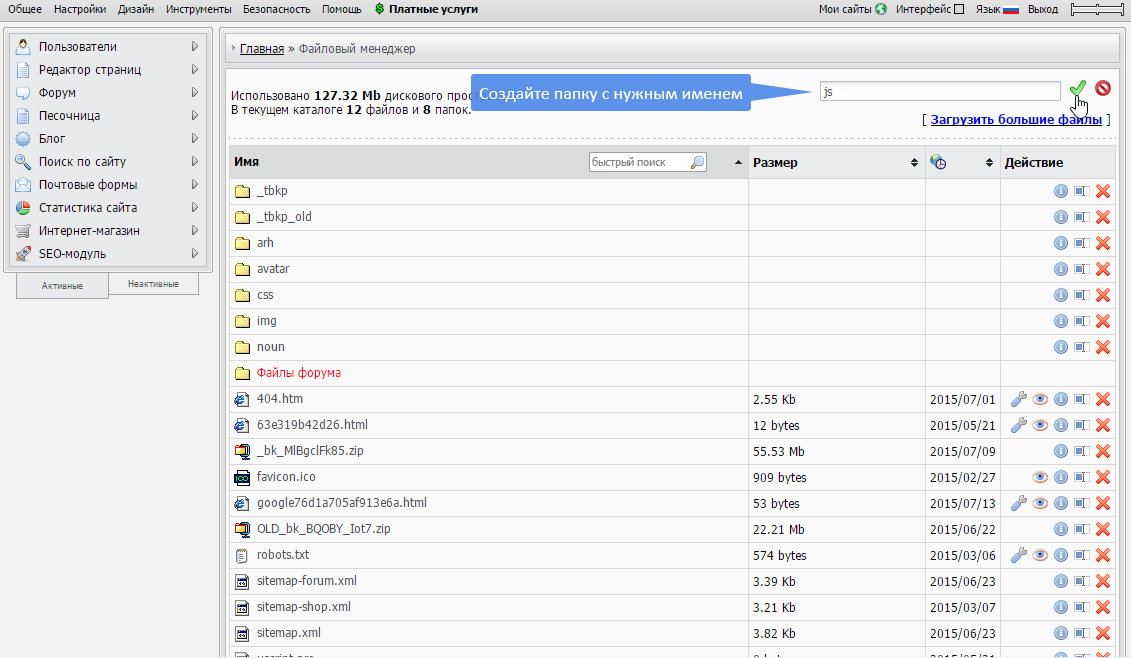 Общее Настройки Дизайн Инструменты Безопасность Помощь $ Платные услуги Мои сайты Интерфейс Язык Выход
Пользователи
Редактор страниц
Форум
Песочница
Блог
Поиск по сайту
Почтовые формы
Статистика сайта
Интернет-магазин
SEO-модуль
Активные Неактивные
Главная » Файловый менеджер
Использовано 127.32 Mb дискового
В текущем каталоге 12 файлов и 8 папок.
Создайте папку с нужным именем
js
[ Загрузить большие файлы ]
Имя быстрый поиск Размер Действие
_tbkp
_tbkp_old
arh
avatar
css
img
noun
Файлы форума
404.htm 2.55 Kb 2015/07/01
63e319b42d26.html 12 bytes 2015/05/21
_bk_MlBgclFk85.zip 55.53 Mb 2015/07/09
favicon.ico 909 bytes 2015/02/27
google76d1a705af913e6a.html 53 bytes 2015/07/13
OLD_bk_BQOBY_Iot7.zip 22.21 Mb 2015/06/22
robots.txt 574 bytes 2015/03/06
sitemap-forum.xml 3.39 Kb 2015/06/23
sitemap-shop.xml 3.21 Kb 2015/03/07
sitemap.xml 3.82 Kb 2015/06/23